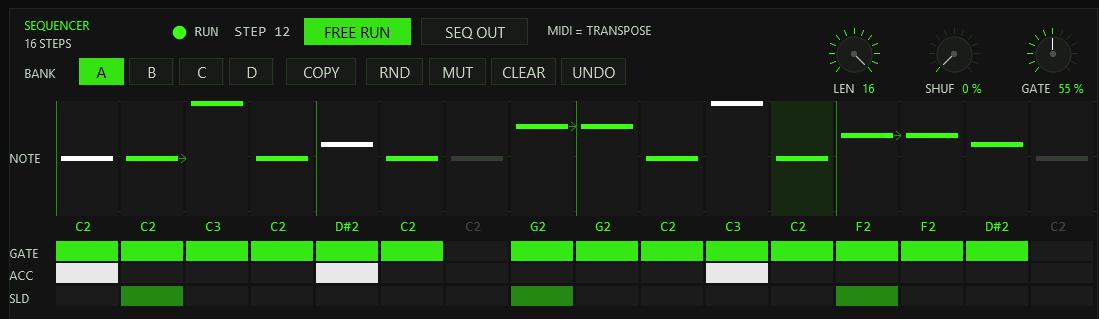 SEQUENCER
16 STEPS
RUN STEP 12 FREE RUN SEQ OUT MIDI = TRANSPOSE
BANK A B C D COPY RND MUT CLEAR UNDO
LEN 16 SHUF 0 % GATE 55 %
NOTE
C2 C2 C3 C2 D#2 C2 C2 G2 G2 C2 C3 C2 F2 F2 D#2 C2
GATE
ACC
SLD